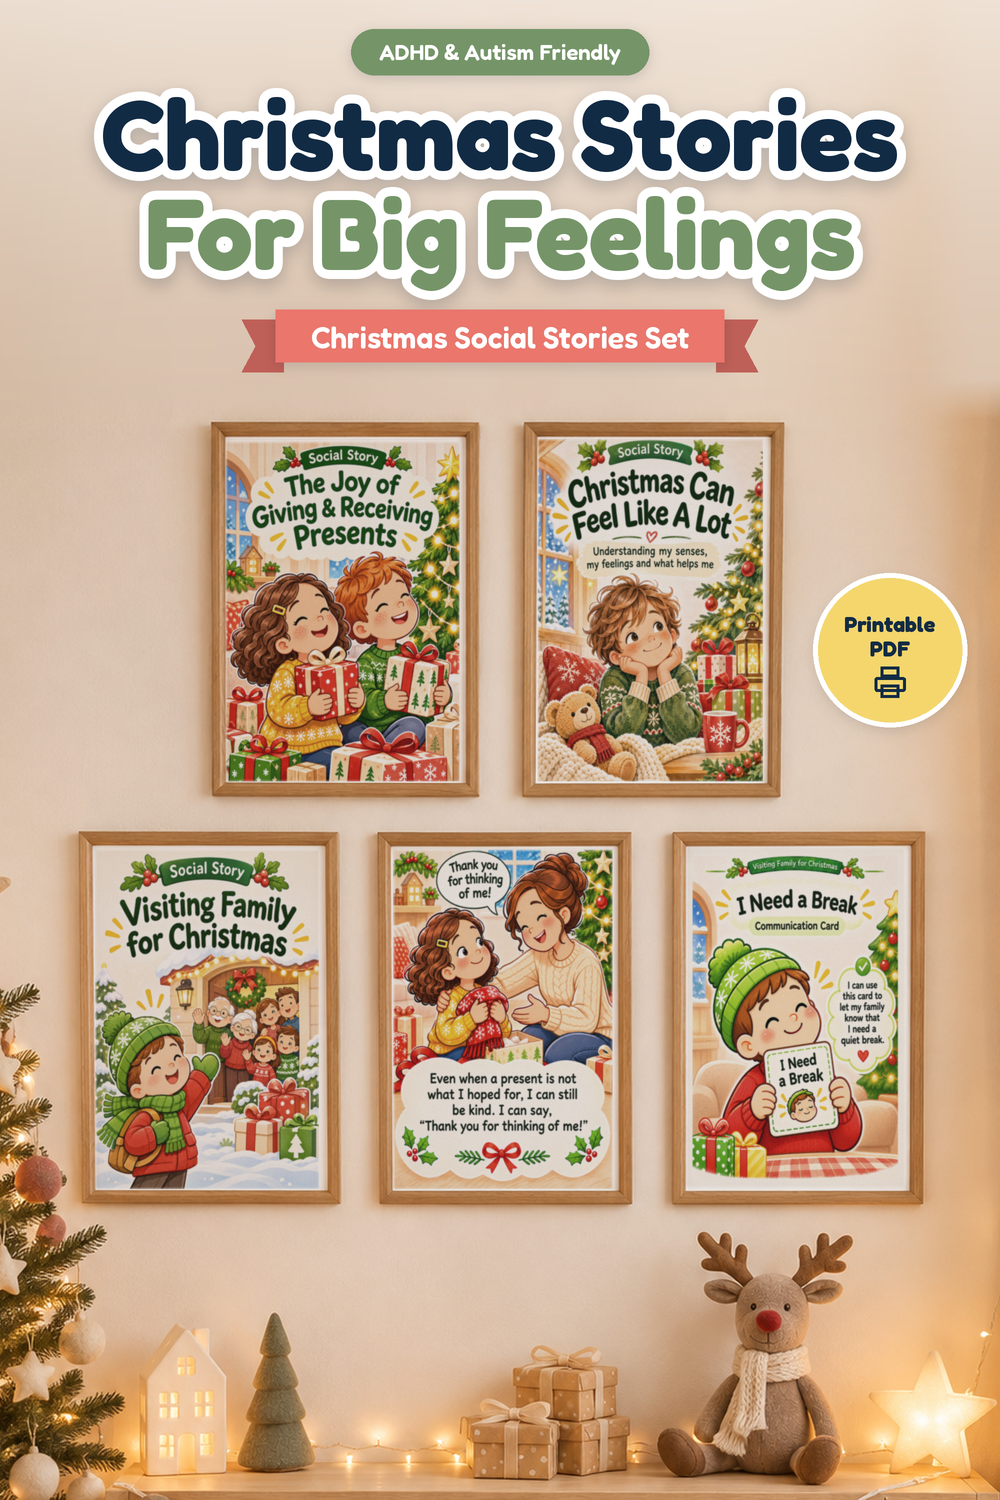 ADHD & Autism Friendly
Christmas Stories
For Big Feelings
Christmas Social Stories Set
Social Story
The Joy of
Giving & Receiving
Presents
Social Story
Christmas Can
Feel Like A Lot
Understanding my senses,
my feelings and what helps me
Printable
PDF
Social Story
Visiting Family
for Christmas
Thank you
for thinking
of me!
Even when a present is not
what I hoped for, I can still
be kind. I can say,
“Thank you for thinking of me!”
Visiting Family for Christmas
I Need a Break
Communication Card
I can use
this card to
let my family
know that
I need a
quiet break.
I Need
a Break